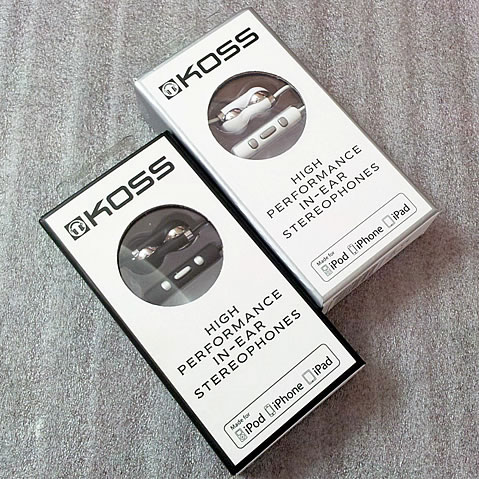 KOSS
HIGH
PERFORMANCE
IN-EAR
STEREOPHONES
Made for
iPod iPhone iPad
KOSS
HIGH
PERFORMANCE
IN-EAR
STEREOPHONES
Made for
iPod iPhone iPad